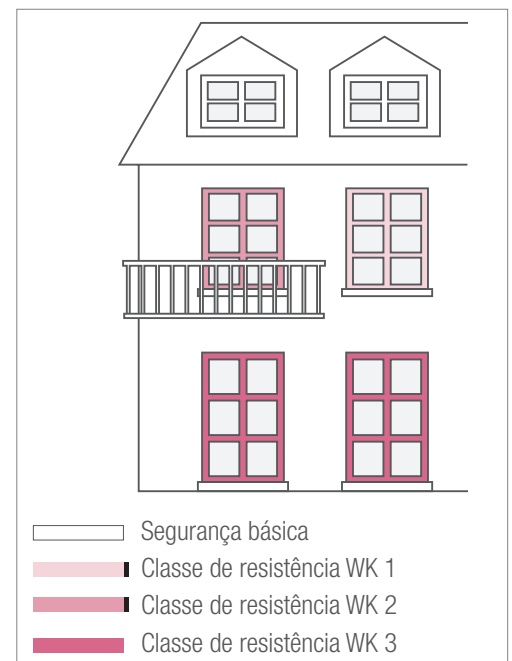 Segurança básica
Classe de resistência WK 1
Classe de resistência WK 2
Classe de resistência WK 3